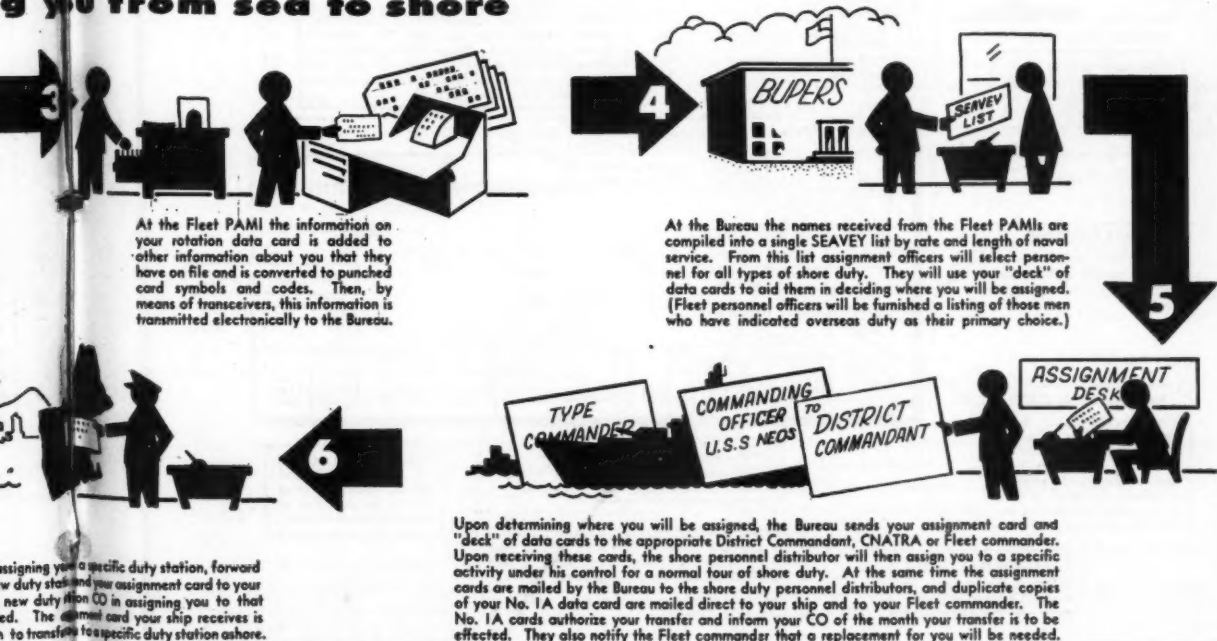 g you from sea to shore
3
At the Fleet PAMI the information on
your rotation data card is added to
other information about you that they
have on file and is converted to punched
card symbols and codes. Then, by
means of transceivers, this information is
transmitted electronically to the Bureau.
4
BUPERS
SEAVEY
LIST
At the Bureau the names received from the Fleet PAMIs are
compiled into a single SEAVEY list by rate and length of naval
service. From this list assignment officers will select person-
nel for all types of shore duty. They will use your "deck" of
data cards to aid them in deciding where you will be assigned.
(Fleet personnel officers will be furnished a listing of those men
who have indicated overseas duty as their primary choice.)
5
ASSIGNMENT
DESK
TYPE
COMMANDER
COMMANDING
OFFICER
U.S.S NEOS
TO
DISTRICT
COMMANDANT
Upon determining where you will be assigned, the Bureau sends your assignment card and
"deck" of data cards to the appropriate District Commandant, CNATRA or Fleet commander.
Upon receiving these cards, the shore personnel distributor will then assign you to a specific
activity under his control for a normal tour of shore duty. At the same time the assignment
cards are mailed by the Bureau to the shore duty personnel distributors, and duplicate copies
of your No. IA data card are mailed direct to your ship and to your Fleet commander. The
No. IA cards authorize your transfer and inform your CO of the month your transfer is to be
effected. They also notify the Fleet commander that a replacement for you will be needed.
6
assigning you a specific duty station, forward
w duty your assignment card to your
new duty CO in assigning you to that
ed. The card your ship receives is
n to to specific duty station ashore.